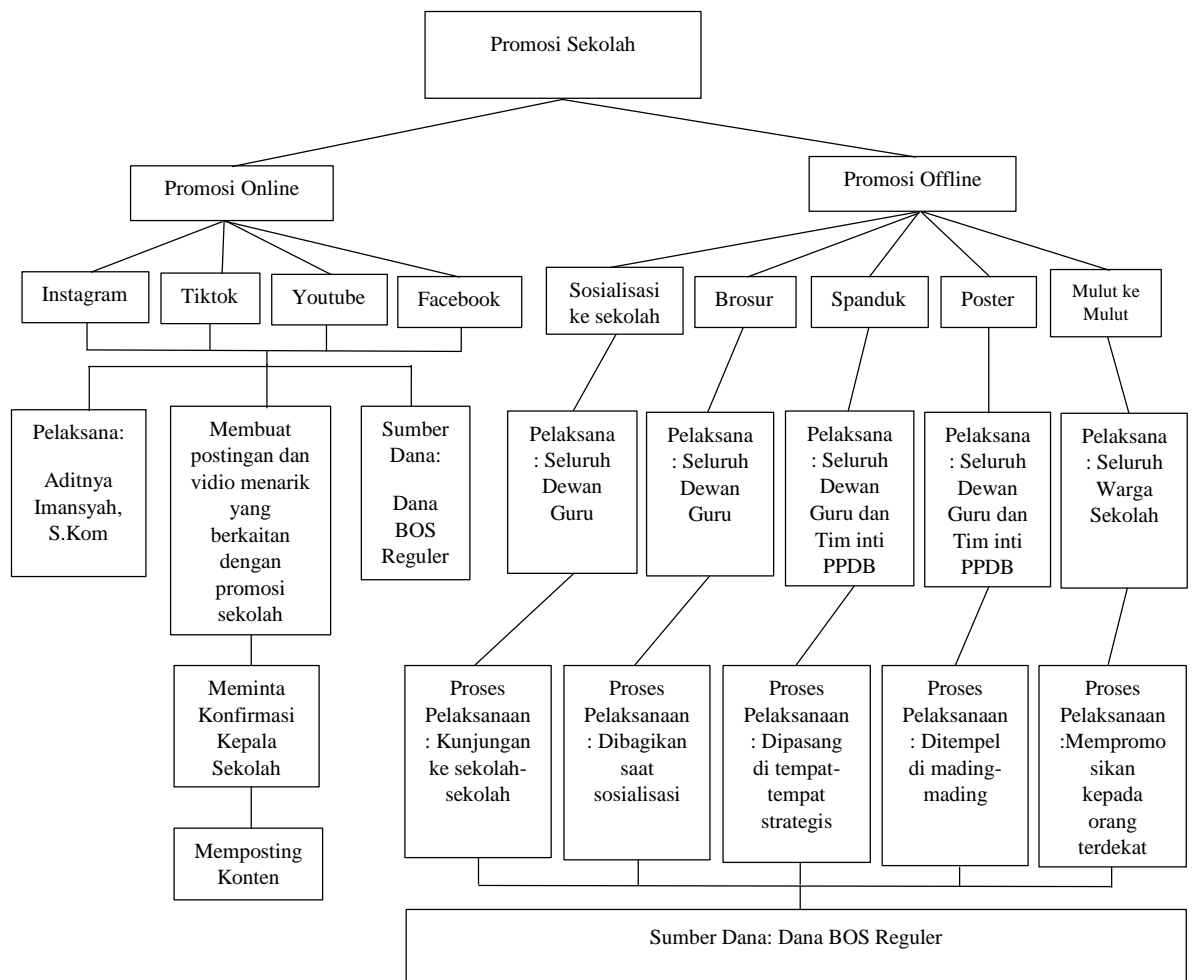 Promosi Sekolah
Promosi Online
Promosi Offline
Instagram
Tiktok
Youtube
Facebook
Sosialisasi
ke sekolah
Brosur
Spanduk
Poster
Mulut ke
Mulut
Pelaksana:
Aditnya
Imansyah,
S.Kom
Membuat
postingan dan
vidio menarik
yang
berkaitan
dengan
promosi
sekolah
Sumber
Dana:
Dana
BOS
Reguler
Pelaksana
: Seluruh
Dewan
Guru
Pelaksana
: Seluruh
Dewan
Guru
Pelaksana
: Seluruh
Dewan
Guru dan
Tim inti
PPDB
Pelaksana
: Seluruh
Dewan
Guru dan
Tim inti
PPDB
Pelaksana
: Seluruh
Warga
Sekolah
Meminta
Konfirmasi
Kepala
Sekolah
Memposting
Konten
Proses
Pelaksanaan
: Kunjungan
ke sekolah-
sekolah
Proses
Pelaksanaan
: Dibagikan
saat
sosialisasi
Proses
Pelaksanaan
: Dipasang
di tempat-
tempat
strategis
Proses
Pelaksanaan
: Ditempel
di mading-
mading
Proses
Pelaksanaan
:Mempromo
sikan
kepada
orang
terdekat
Sumber Dana: Dana BOS Reguler